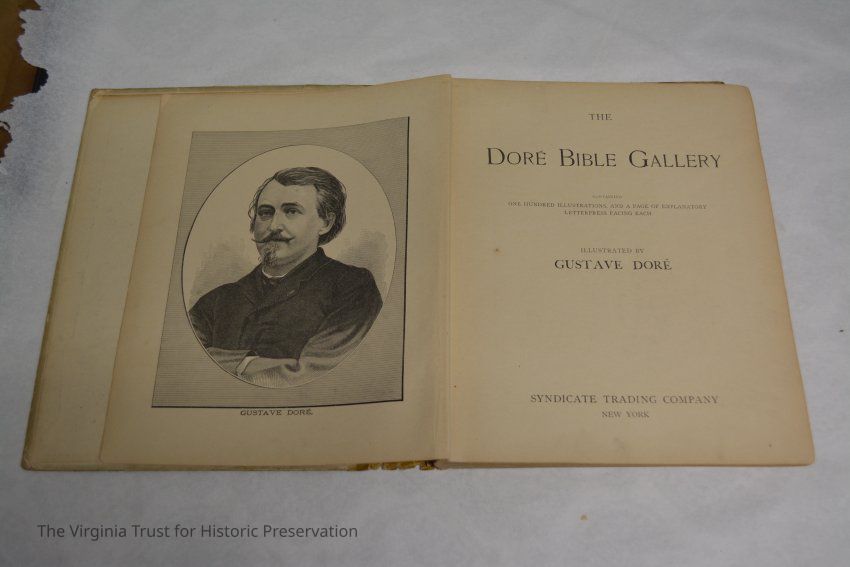 GUSTAVE DORÉ.
THE
DORÉ BIBLE GALLERY
CONTAINING
ONE HUNDRED ILLUSTRATIONS, AND A PAGE OF EXPLANATORY
LETTERPRESS FACING EACH
ILLUSTRATED BY
GUSTAVE DORÉ
SYNDICATE TRADING COMPANY
NEW YORK
The Virginia Trust for Historic Preservation